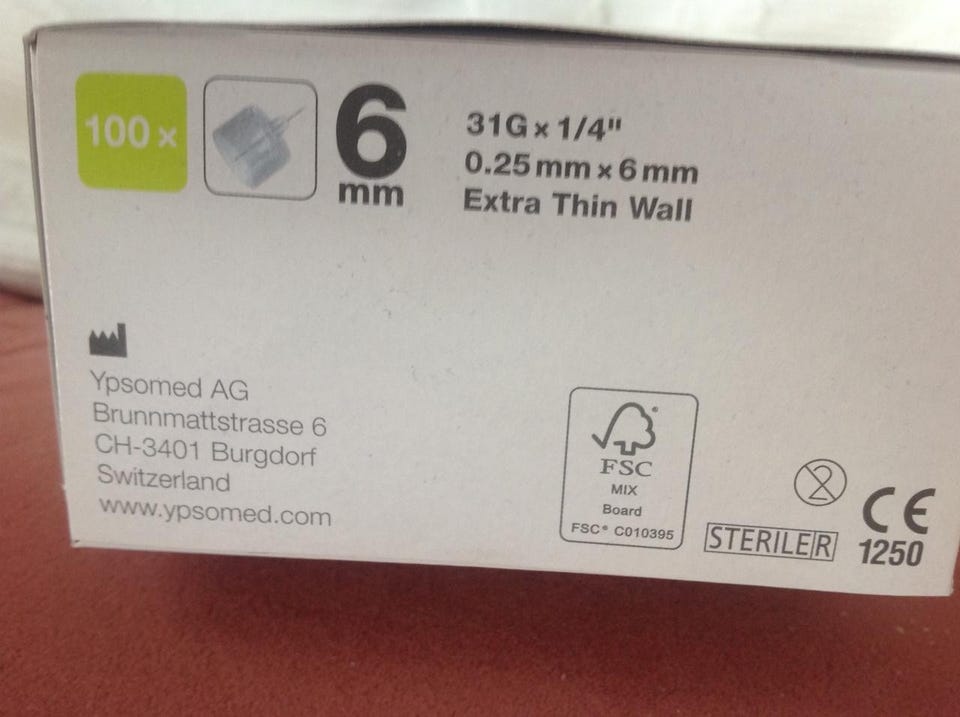 100 x
6
mm
31G x 1/4"
0.25 mm x 6 mm
Extra Thin Wall
Ypsomed AG
Brunnmattstrasse 6
CH-3401 Burgdorf
Switzerland
www.ypsomed.com
FSC
MIX
Board
FSC® C010395
2
STERILE R
CE
1250